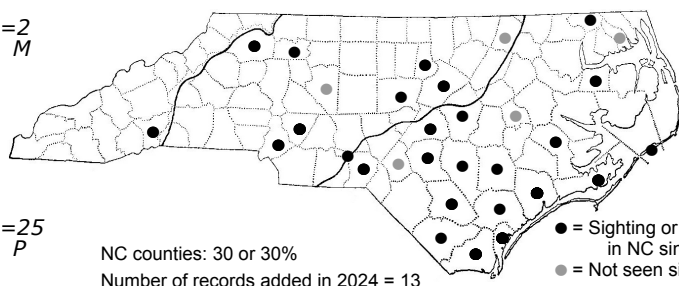 =2
M
=25
P
NC counties: 30 or 30%
Number of records added in 2024 = 13
● = Sighting or
in NC sin
● = Not seen si